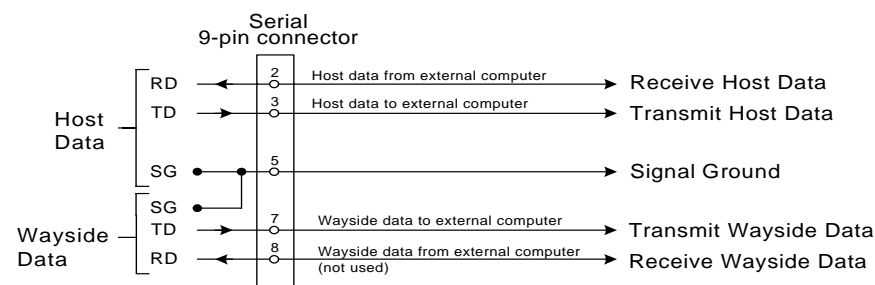 Serial
9-pin connector
RD 2 Host data from external computer Receive Host Data
TD 3 Host data to external computer Transmit Host Data
Host
Data
SG 5 Signal Ground
SG
TD 7 Wayside data to external computer Transmit Wayside Data
Wayside
Data
RD 8 Wayside data from external computer Receive Wayside Data
(not used)